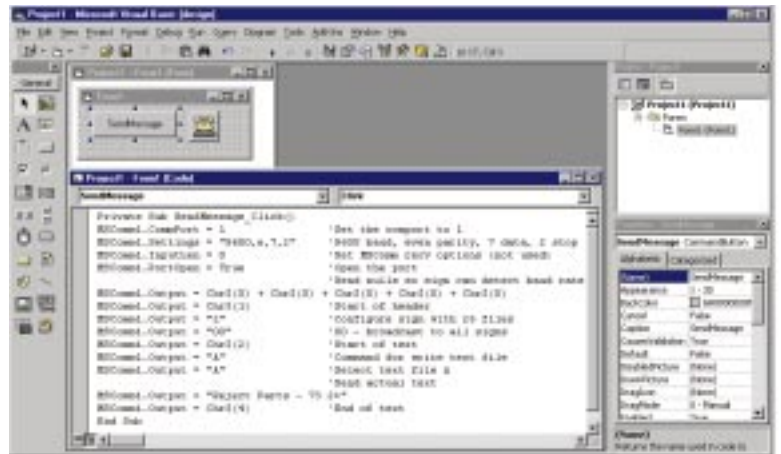 Project1 - Microsoft Visual Basic [design]
File Edit View Project Format Debug Run Query Diagram Tools Add-Ins Window Help
General
Project1 - Form1 (Form)
Form1
SendMessage
Project1 - Form1 (Code)
SendMessage
Click
Private Sub SendMessage_Click()
MSComm1.CommPort = 1 'Set the comport to 1
MSComm1.Settings = "9600,e,7,1" '9600 baud, even parity, 7 data, 1 stop
MSComm1.InputLen = 0 'Set MSComm recv options (not used)
MSComm1.PortOpen = True 'Open the port
'Send nulls so sign can detect baud rate
MSComm1.Output = Chr$(0) + Chr$(0) + Chr$(0) + Chr$(0) + Chr$(0)
MSComm1.Output = Chr$(1) 'Start of header
MSComm1.Output = "Z" 'Configure sign with
MSComm1.Output = "00" '00 - broadcast to all signs
MSComm1.Output = Chr$(2) 'Start of text
MSComm1.Output = "A" 'Command for write text file
MSComm1.Output = "A" 'Select text file A
'Send actual text
MSComm1.Output = "Reject Parts - 75
MSComm1.Output = Chr$(4) 'End of text
End Sub
Project1 (Project1)
Forms
Form1 (Form1)
SendMessage CommandButton
Alphabetic Categorized
(Name) SendMessage
Appearance 1 - 3D
BackColor
Cancel False
Caption SendMessage
CausesValidation True
Default False
DisabledPicture (None)
DownPicture (None)
DragIcon (None)
DragMode 0 - Manual
Enabled True
(Name)
Returns the name used in code to